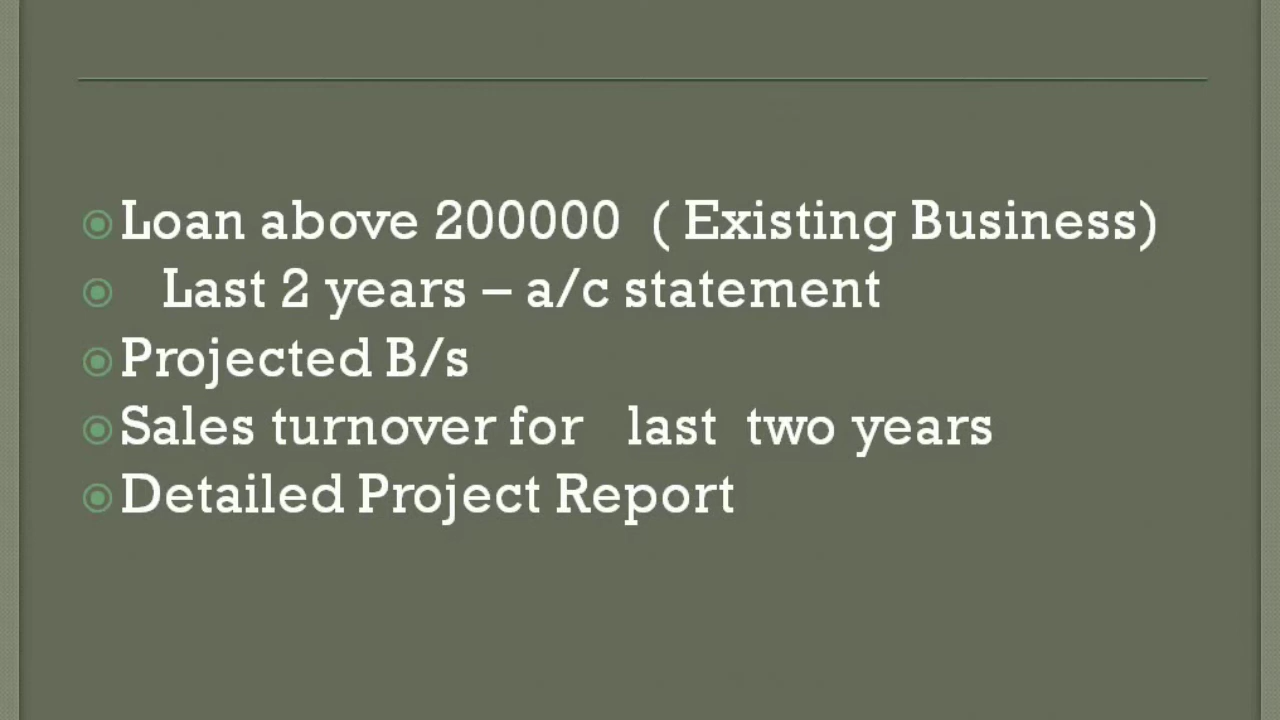 Loan above 200000 ( Existing Business)
Last 2 years – a/c statement
Projected B/s
Sales turnover for last two years
Detailed Project Report